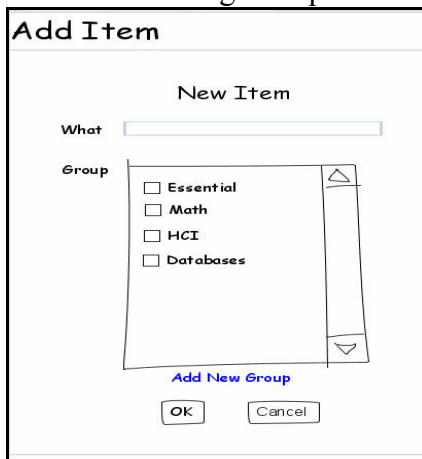 Add Item
New Item
What
Group
Essential
Math
HCI
Databases
Add New Group
OK Cancel